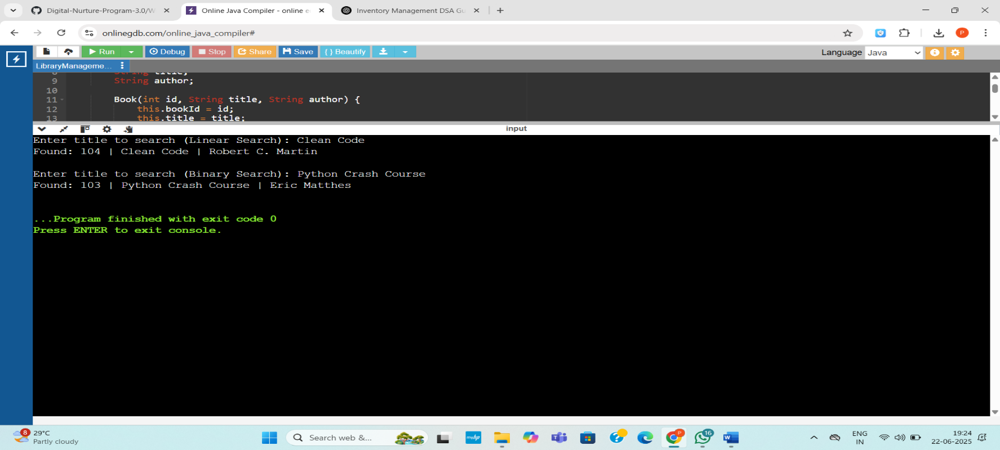 Digital-Nurture-Program-3.0/W
Online Java Compiler - online e
Inventory Management DSA Gu
onlinegdb.com/online_java_compiler#
P
Run
Debug
Stop
Share
Save
{ } Beautify
Language Java
LibraryManageme...
8 String title;
9 String author;
10
11 Book(int id, String title, String author) {
12 this.bookId = id;
13 this.title = title;
input
Enter title to search (Linear Search): Clean Code
Found: 104 | Clean Code | Robert C. Martin
Enter title to search (Binary Search): Python Crash Course
Found: 103 | Python Crash Course | Eric Matthes
...Program finished with exit code 0
Press ENTER to exit console.
8
29°C
Partly cloudy
Search web &...
myhp
T
?
P
16
W
ENG
IN
19:24
22-06-2025